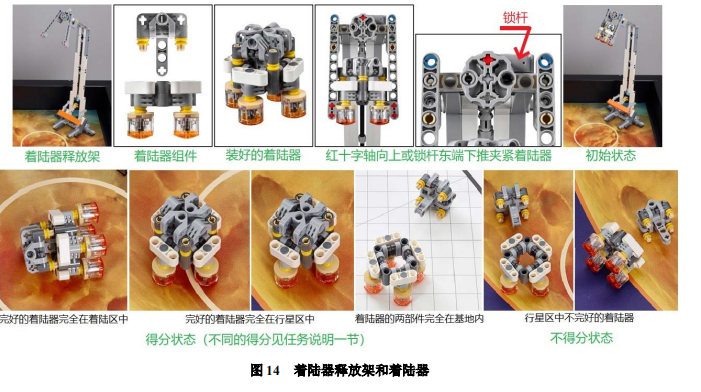 锁杆
着陆器释放架
着陆器组件
装好的着陆器
红十字轴向上或锁杆东端下推夹紧着陆器
初始状态
完好的着陆器完全在着陆区中
完好的着陆器完全在行星区中
着陆器的两部件完全在基地内
行星区中不完好的着陆器
得分状态（不同的得分见任务说明一节）
不得分状态
图 14 着陆器释放架和着陆器